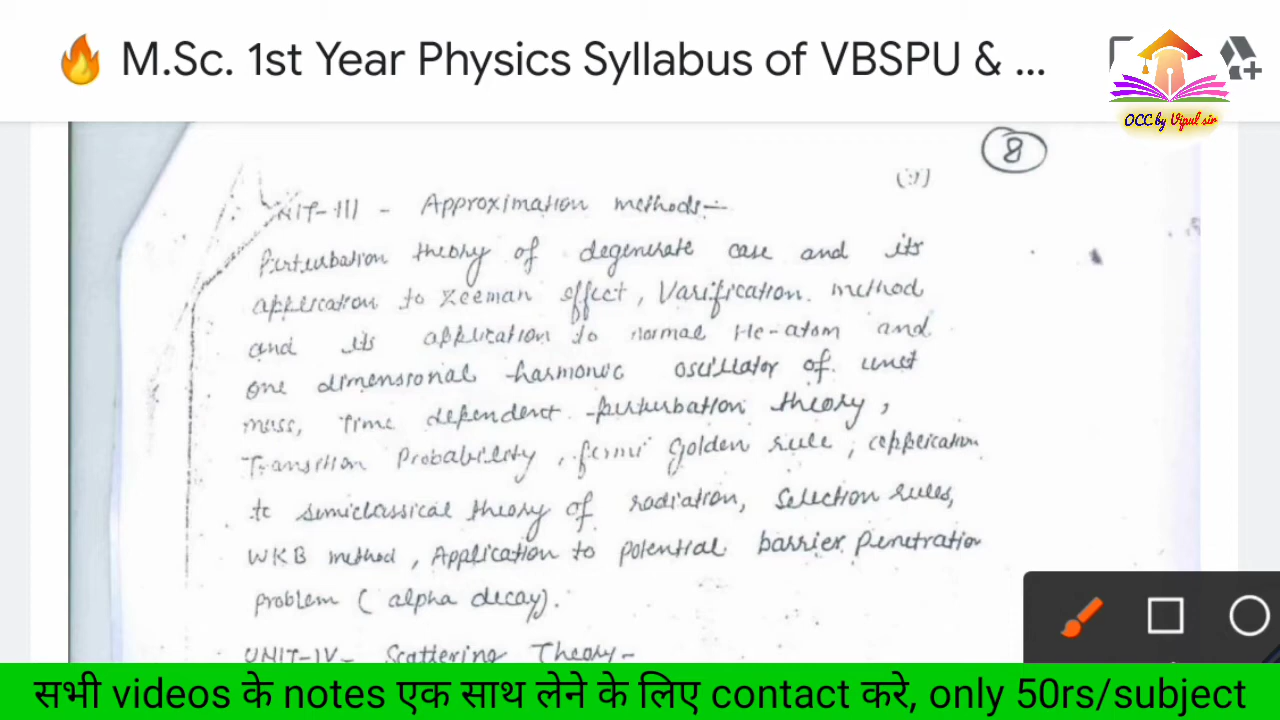 🔥 M.Sc. 1st Year Physics Syllabus of VBSPU & ...
OCC by Vipul sir
8
UNIT-III - Approximation methods:-
Perturbation theory of degenerate case and its
application to Zeeman effect, Varification method
and its application to normal He-atom and
one dimensional harmonic oscillator of unit
mass, Time dependent perturbation theory,
Transition Probability, fermi Golden rule, application
to semiclassical theory of radiation, Selection rules,
WKB method, Application to potential barrier penetration
problem (alpha decay).
UNIT-IV- Scattering Theory-
सभी videos के notes एक साथ लेने के लिए contact करे, only 50rs/subject